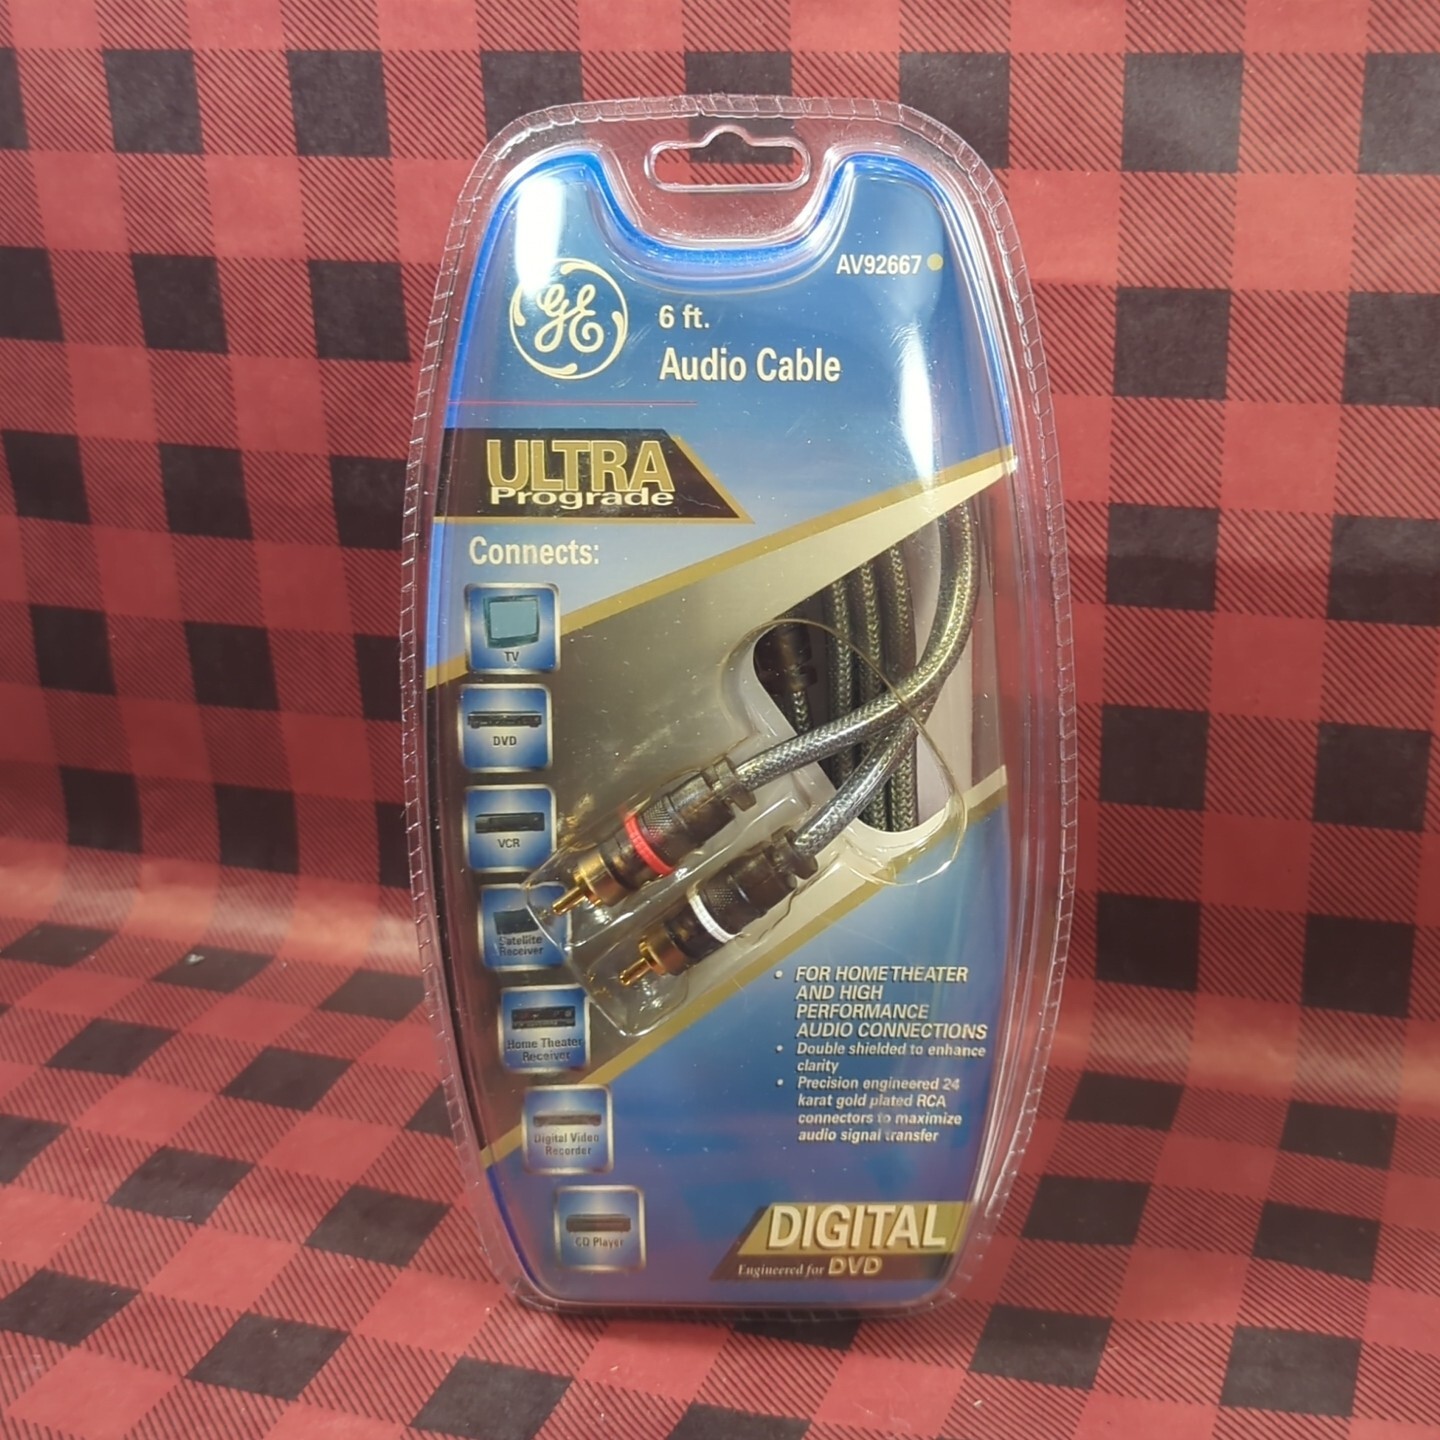 AV92667
GE
6 ft.
Audio Cable
ULTRA
Prograde
Connects:
TV
DVD
VCR
Satellite
Receiver
Home Theater
Receiver
Digital Video
Recorder
CD Player
• FOR HOME THEATER
AND HIGH
PERFORMANCE
AUDIO CONNECTIONS
• Double shielded to enhance
clarity
• Precision engineered 24
karat gold plated RCA
connectors to maximize
audio signal transfer
DIGITAL
Engineered for DVD